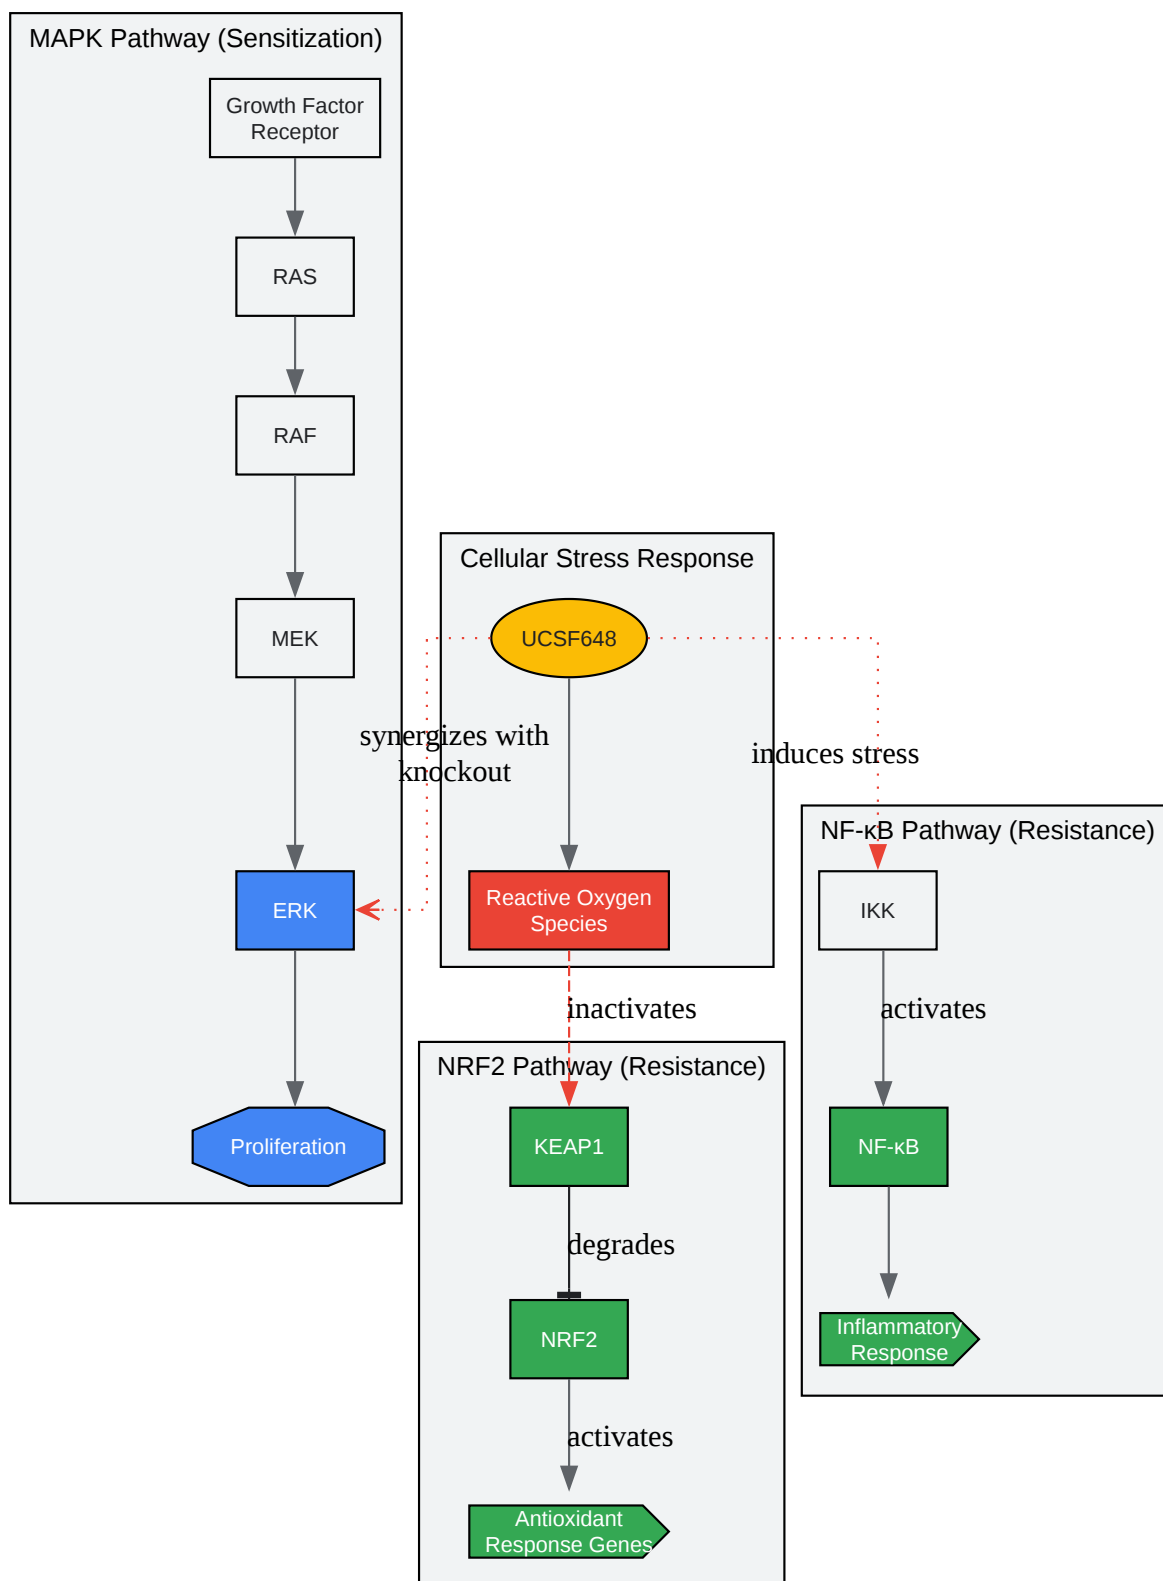 MAPK Pathway (Sensitization)
Growth Factor
Receptor
RAS
RAF
MEK
ERK
Proliferation
synergizes with
knockout
Cellular Stress Response
UCSF648
Reactive Oxygen
Species
inactivates
NRF2 Pathway (Resistance)
KEAP1
degrades
NRF2
activates
Antioxidant
Response Genes
induces stress
NF-κB Pathway (Resistance)
IKK
activates
NF-κB
Inflammatory
Response